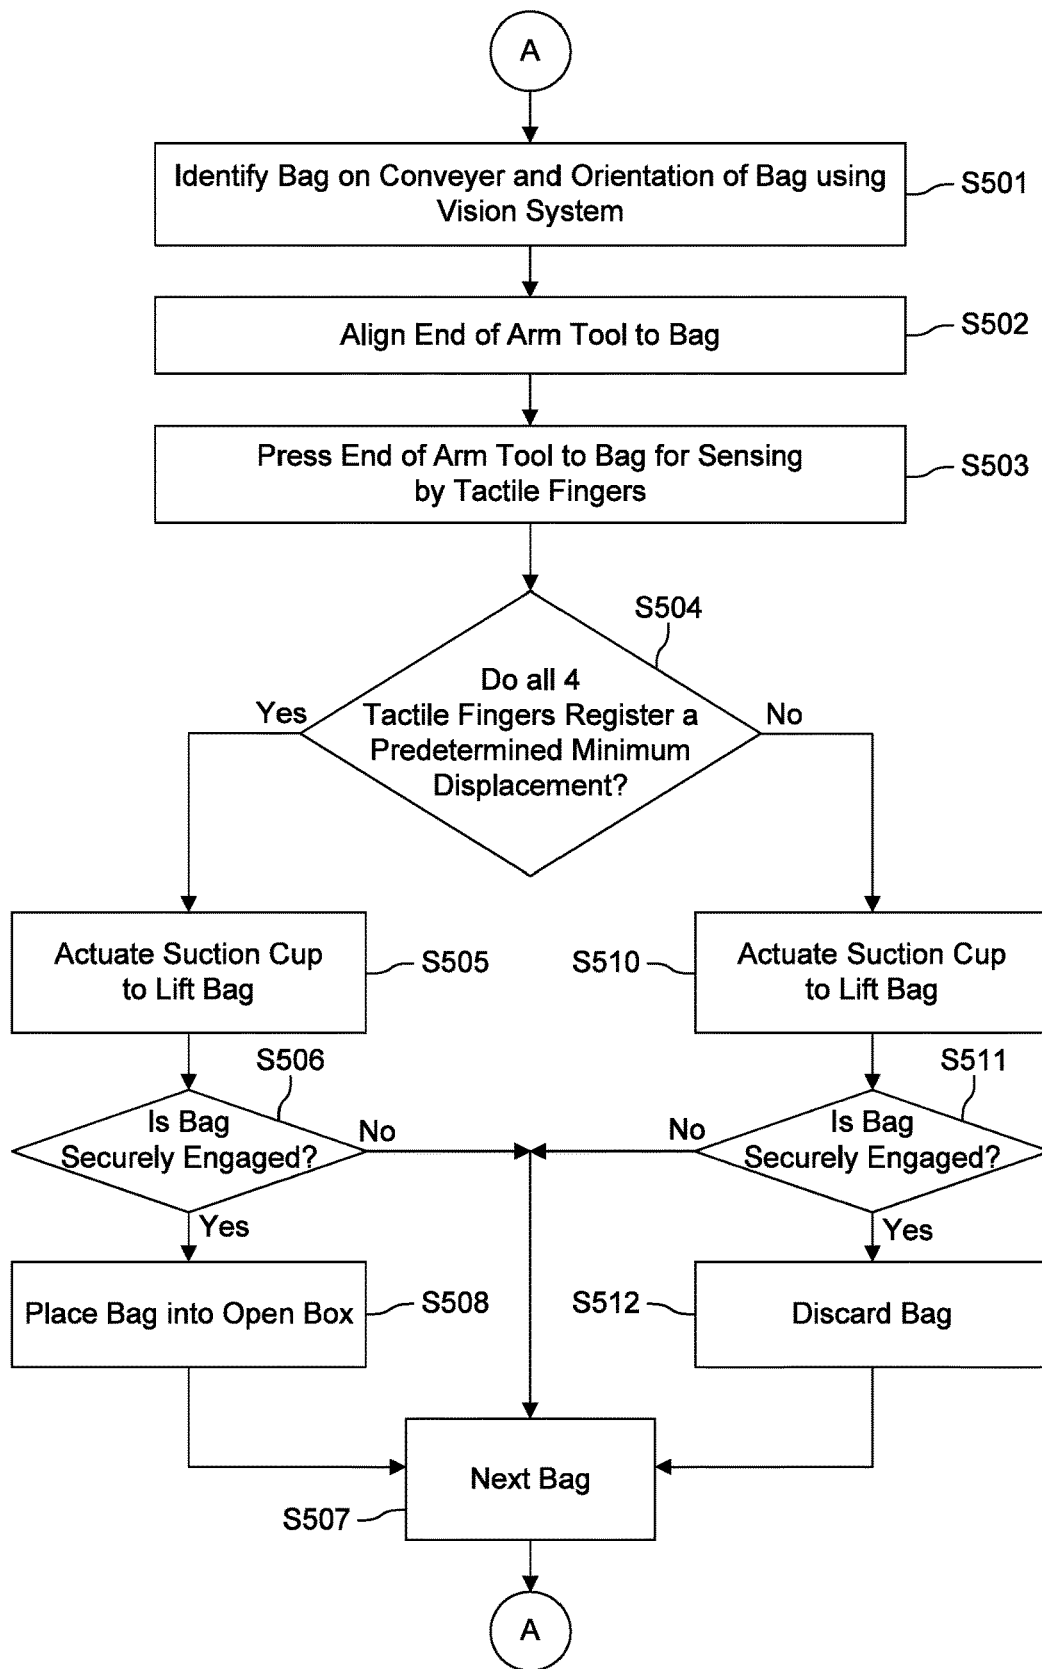 A
Identify Bag on Conveyer and Orientation of Bag using
Vision System
S501
Align End of Arm Tool to Bag
S502
Press End of Arm Tool to Bag for Sensing
by Tactile Fingers
S503
S504
Do all 4
Tactile Fingers Register a
Predetermined Minimum
Displacement?
Yes
No
Actuate Suction Cup
to Lift Bag
S505
S510
Actuate Suction Cup
to Lift Bag
S506
Is Bag
Securely Engaged?
No
Yes
S511
Is Bag
Securely Engaged?
No
Yes
Place Bag into Open Box
S508
S512
Discard Bag
Next Bag
S507
A